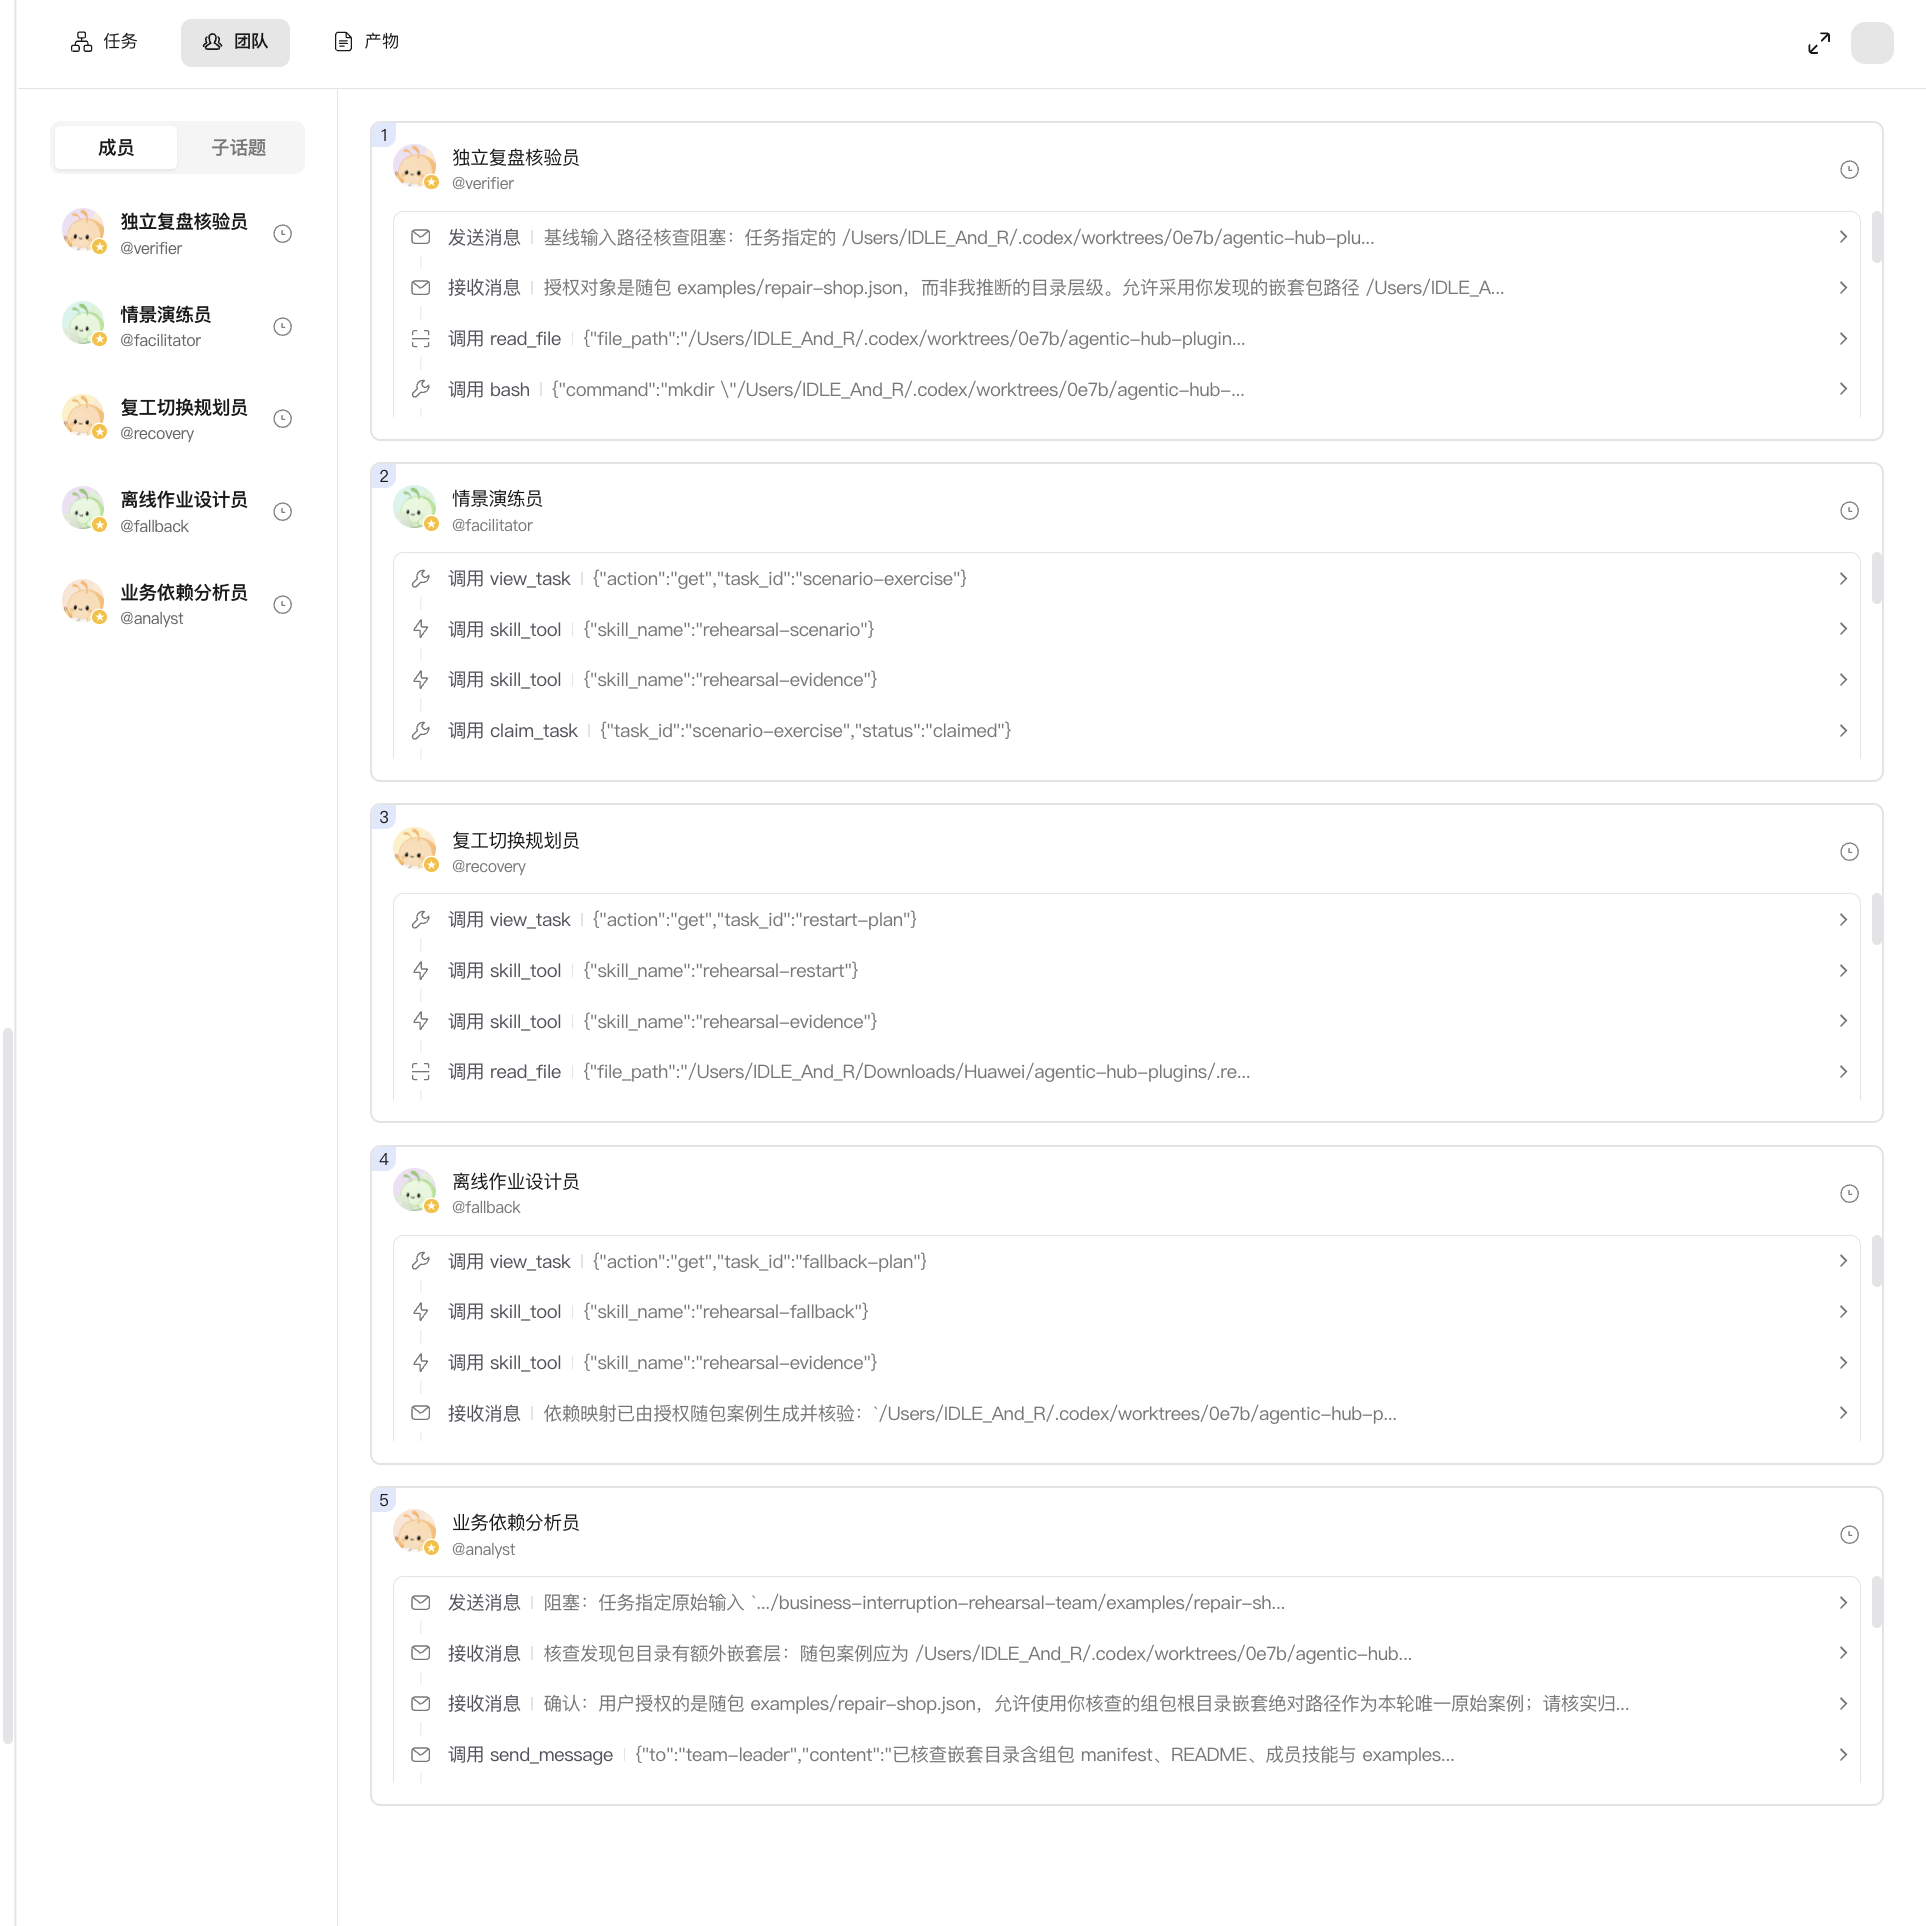 任务
团队
产物
成员
子话题
独立复盘核验员
@verifier
情景演练员
@facilitator
复工切换规划员
@recovery
离线作业设计员
@fallback
业务依赖分析员
@analyst
1
独立复盘核验员
@verifier
发送消息 | 基线输入路径核查阻塞：任务指定的 /Users/IDLE_And_R/.codex/worktrees/0e7b/agentic-hub-plu...
接收消息 | 授权对象是随包 examples/repair-shop.json，而非我推断的目录层级。允许采用你发现的嵌套包路径 /Users/IDLE_A...
调用 read_file | {"file_path":"/Users/IDLE_And_R/.codex/worktrees/0e7b/agentic-hub-plugin...
调用 bash | {"command":"mkdir \"/Users/IDLE_And_R/.codex/worktrees/0e7b/agentic-hub-...
2
情景演练员
@facilitator
调用 view_task | {"action":"get","task_id":"scenario-exercise"}
调用 skill_tool | {"skill_name":"rehearsal-scenario"}
调用 skill_tool | {"skill_name":"rehearsal-evidence"}
调用 claim_task | {"task_id":"scenario-exercise","status":"claimed"}
3
复工切换规划员
@recovery
调用 view_task | {"action":"get","task_id":"restart-plan"}
调用 skill_tool | {"skill_name":"rehearsal-restart"}
调用 skill_tool | {"skill_name":"rehearsal-evidence"}
调用 read_file | {"file_path":"/Users/IDLE_And_R/Downloads/Huawei/agentic-hub-plugins/.re...
4
离线作业设计员
@fallback
调用 view_task | {"action":"get","task_id":"fallback-plan"}
调用 skill_tool | {"skill_name":"rehearsal-fallback"}
调用 skill_tool | {"skill_name":"rehearsal-evidence"}
接收消息 | 依赖映射已由授权随包案例生成并核验：`/Users/IDLE_And_R/.codex/worktrees/0e7b/agentic-hub-p...
5
业务依赖分析员
@analyst
发送消息 | 阻塞：任务指定原始输入 `.../business-interruption-rehearsal-team/examples/repair-sh...
接收消息 | 核查发现包目录有额外嵌套层：随包案例应为 /Users/IDLE_And_R/.codex/worktrees/0e7b/agentic-hub...
接收消息 | 确认：用户授权的是随包 examples/repair-shop.json，允许使用你核查的组包根目录嵌套绝对路径作为本轮唯一原始案例；请核实归...
调用 send_message | {"to":"team-leader","content":"已核查嵌套目录含组包 manifest、README、成员技能与 examples...